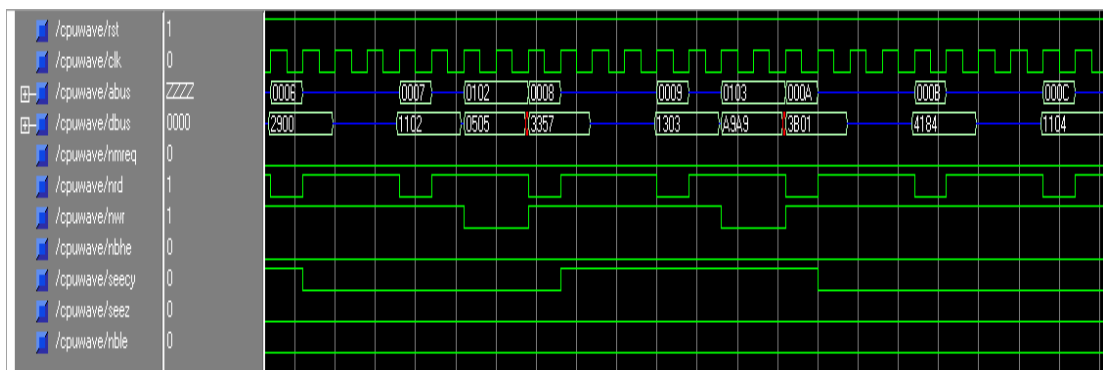 /cpuwave/rst 1
/cpuwave/clk 0
/cpuwave/abus ZZZZ 0006 0007 0102 0008 0009 0103 000A 000B 000C
/cpuwave/dbus 0000 2900 1102 0505 3357 1303 A9A9 3B01 4184 1104
/cpuwave/nmreq 0
/cpuwave/nrd 1
/cpuwave/nwr 1
/cpuwave/nbhe 0
/cpuwave/seecy 0
/cpuwave/seez 0
/cpuwave/nble 0